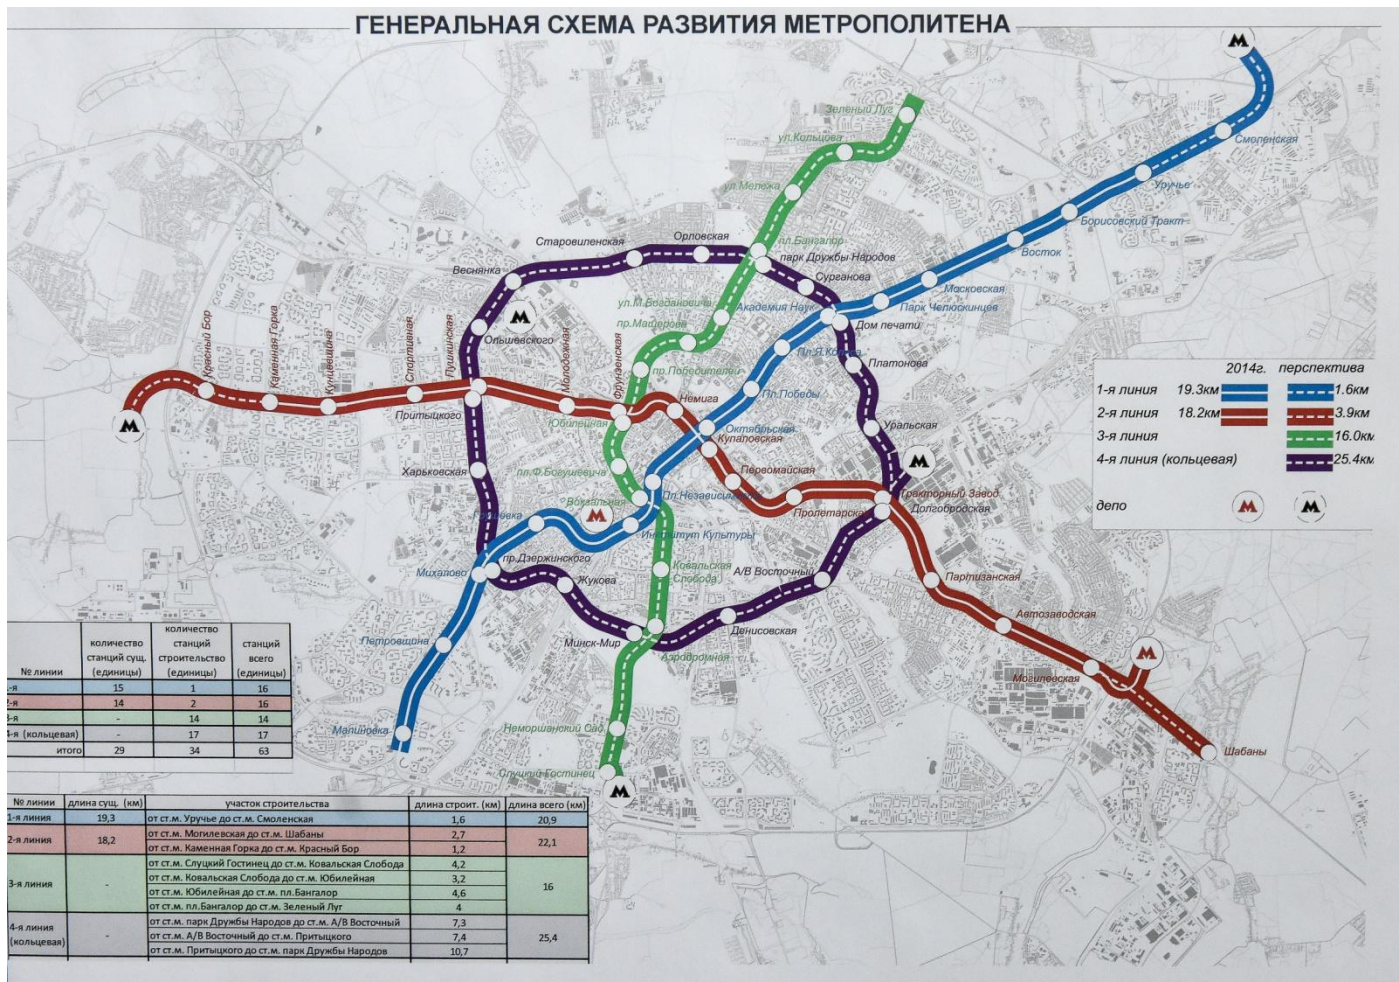 ГЕНЕРАЛЬНАЯ СХЕМА РАЗВИТИЯ МЕТРОПОЛИТЕНА
Зеленый Луг
ул.Кольцова
Смоленская
ул.Мележа
Уручье
Борисовский Тракт
Восток
Орловская
Старовиленская
пл.Бангалор
парк Дружбы Народов
Веснянка
Сурганова
Московская
ул.М.Богдановича
Академия Наук
Парк Челюскинцев
пр.Машерова
Дом печати
Ольшевского
Красный Бор
Каменная Горка
Кунцевщина
Спортивная
Пушкинская
Молодежная
Фрунзенская
Пл.Я.Коласа
Платонова
пр.Победителей
Пл.Победы
Немига
Притыцкого
Юбилейная
Октябрьская
Купаловская
Уральская
Харьковская
пл.Ф.Богушевича
Первомайская
Вокзальная
Пл.Независимости
Пролетарская
Тракторный Завод
Долгобродская
Институт Культуры
Михалово
пр.Дзержинского
Жукова
Ковальская
Слобода
А/В Восточный
Партизанская
Автозаводская
Петровщина
Минск-Мир
Денисовская
Аэродромная
Могилевская
Малиновка
Неморшанский Сад
Слуцкий Гостинец
Шабаны
2014г. перспектива
1-я линия 19.3км 1.6км
2-я линия 18.2км 3.9км
3-я линия 16.0км
4-я линия (кольцевая) 25.4км
депо
№ линии количество станций сущ. (единицы) количество станций строительство (единицы) станций всего (единицы)
1-я 15 1 16
2-я 14 2 16
3-я - 14 14
4-я (кольцевая) - 17 17
итого 29 34 63
№ линии длина сущ. (км) участок строительства длина строит. (км) длина всего (км)
1-я линия 19,3 от ст.м. Уручье до ст.м. Смоленская 1,6 20,9
2-я линия 18,2 от ст.м. Могилевская до ст.м. Шабаны 2,7 22,1
от ст.м. Каменная Горка до ст.м. Красный Бор 1,2
3-я линия - от ст.м. Слуцкий Гостинец до ст.м. Ковальская Слобода 4,2 16
от ст.м. Ковальская Слобода до ст.м. Юбилейная 3,2
от ст.м. Юбилейная до ст.м. пл.Бангалор 4,6
от ст.м. пл.Бангалор до ст.м. Зеленый Луг 4
4-я линия (кольцевая) - от ст.м. парк Дружбы Народов до ст.м. А/В Восточный 7,3 25,4
от ст.м. А/В Восточный до ст.м. Притыцкого 7,4
от ст.м. Притыцкого до ст.м. парк Дружбы Народов 10,7